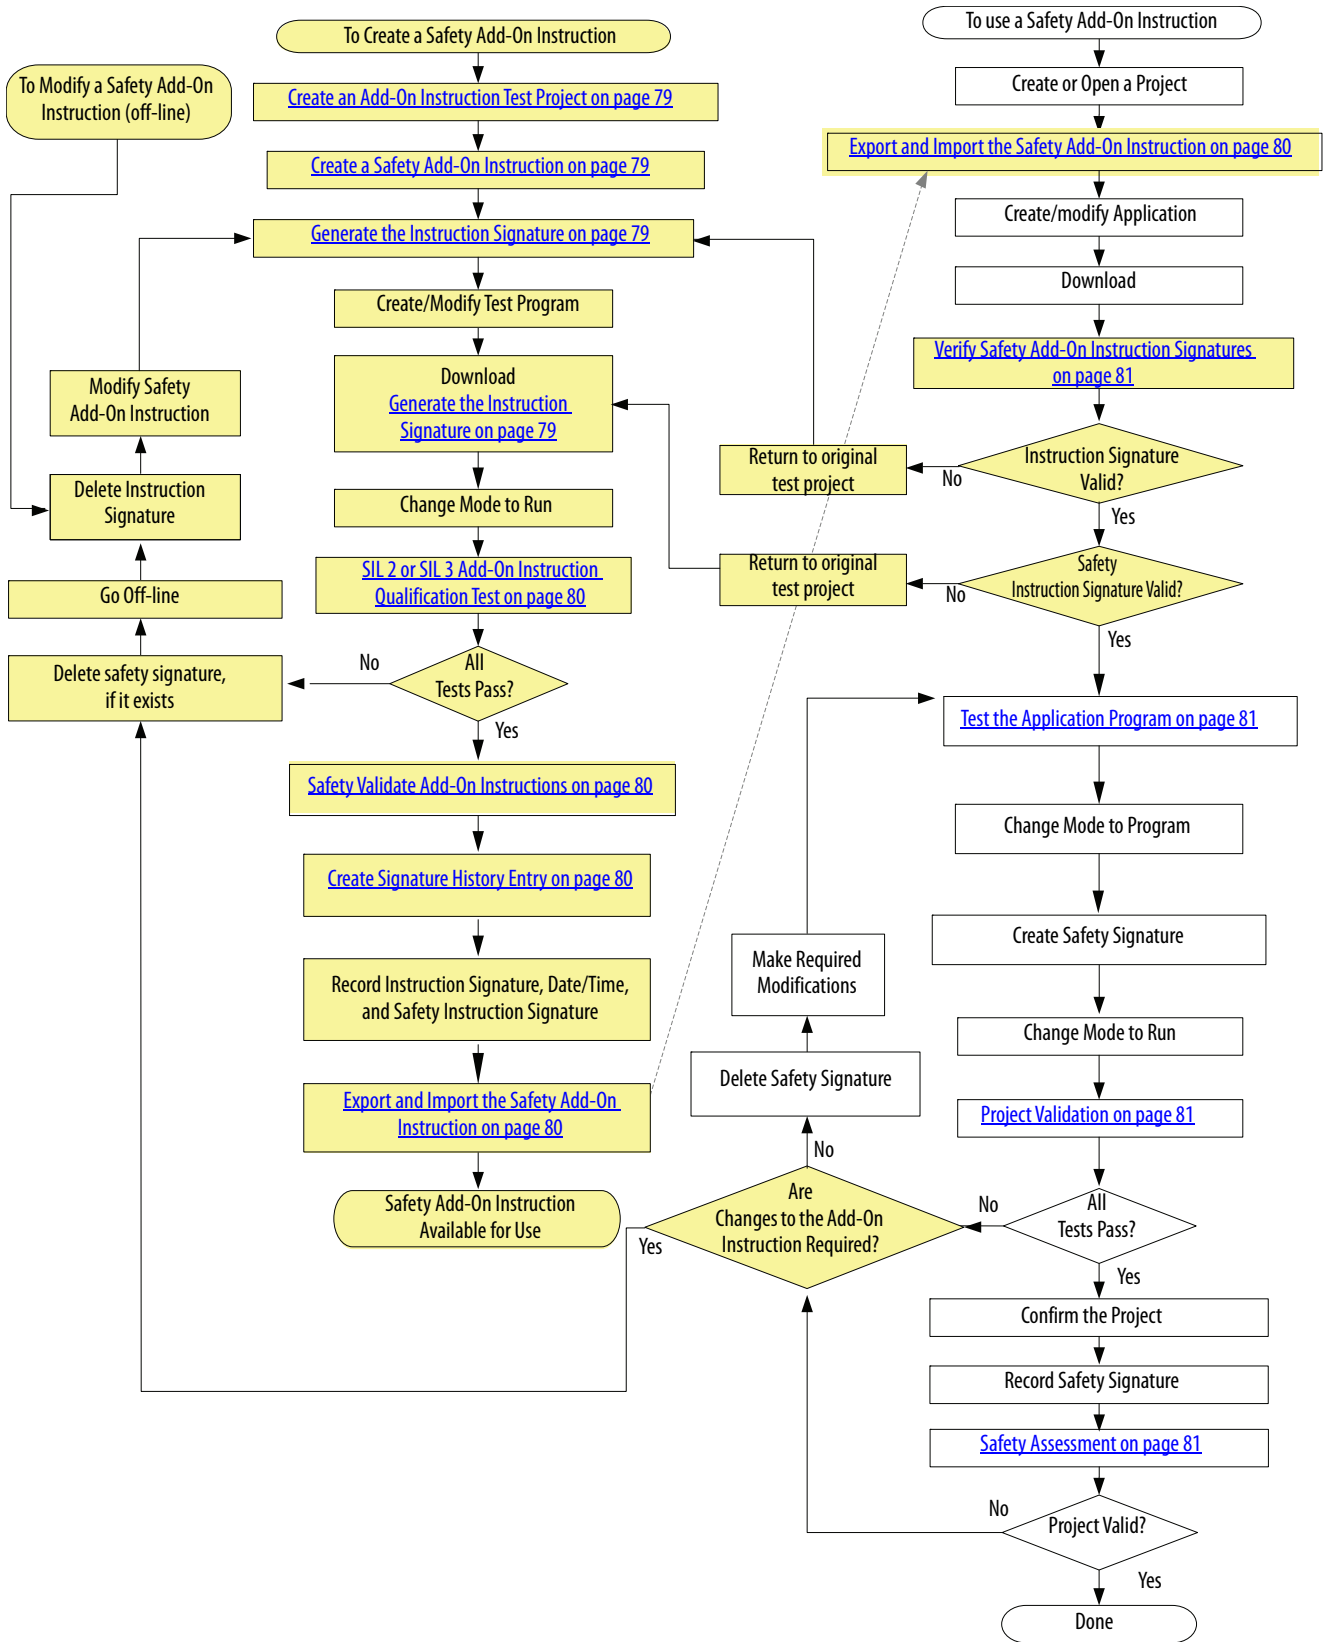 To Modify a Safety Add-On
Instruction (off-line)
Modify Safety
Add-On Instruction
Delete Instruction
Signature
Go Off-line
Delete safety signature,
if it exists
To Create a Safety Add-On Instruction
Create an Add-On Instruction Test Project on page 79
Create a Safety Add-On Instruction on page 79
Generate the Instruction Signature on page 79
Create/Modify Test Program
Download
Generate the Instruction
Signature on page 79
Change Mode to Run
SIL 2 or SIL 3 Add-On Instruction
Qualification Test on page 80
All
Tests Pass?
No
Yes
Safety Validate Add-On Instructions on page 80
Create Signature History Entry on page 80
Record Instruction Signature, Date/Time,
and Safety Instruction Signature
Export and Import the Safety Add-On
Instruction on page 80
Safety Add-On Instruction
Available for Use
To use a Safety Add-On Instruction
Create or Open a Project
Export and Import the Safety Add-On Instruction on page 80
Create/modify Application
Download
Verify Safety Add-On Instruction Signatures
on page 81
Instruction Signature
Valid?
No
Return to original
test project
Yes
Safety
Instruction Signature Valid?
No
Return to original
test project
Yes
Test the Application Program on page 81
Change Mode to Program
Create Safety Signature
Change Mode to Run
Project Validation on page 81
All
Tests Pass?
No
Yes
Are
Changes to the Add-On
Instruction Required?
Yes
No
Delete Safety Signature
Make Required
Modifications
Confirm the Project
Record Safety Signature
Safety Assessment on page 81
Project Valid?
No
Yes
Done